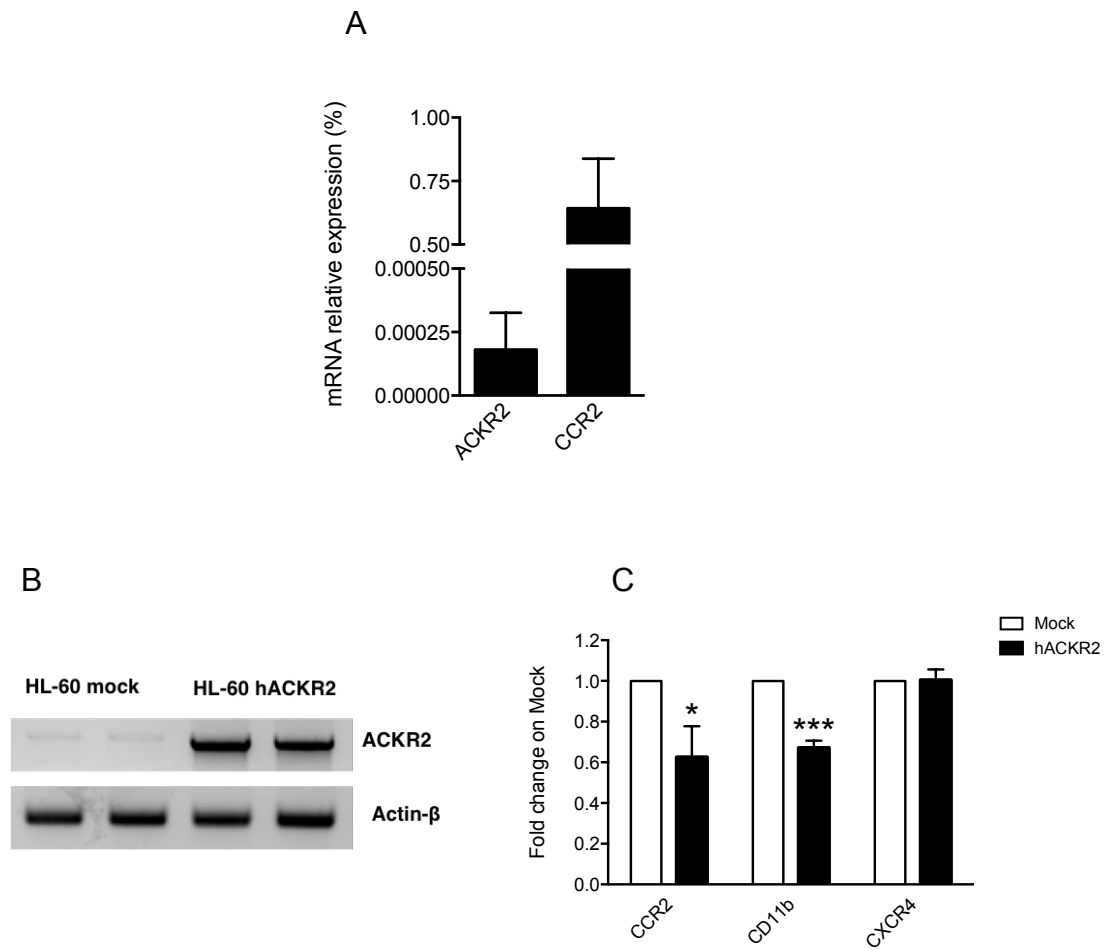 A
mRNA relative expression (%)
1.00
0.75
0.50
0.00050
0.00025
0.00000
ACKR2
CCR2
B
HL-60 mock
HL-60 hACKR2
ACKR2
Actin-β
C
Mock
hACKR2
Fold change on Mock
1.2
1.0
0.8
0.6
0.4
0.2
0.0
*
***
CCR2
CD11b
CXCR4